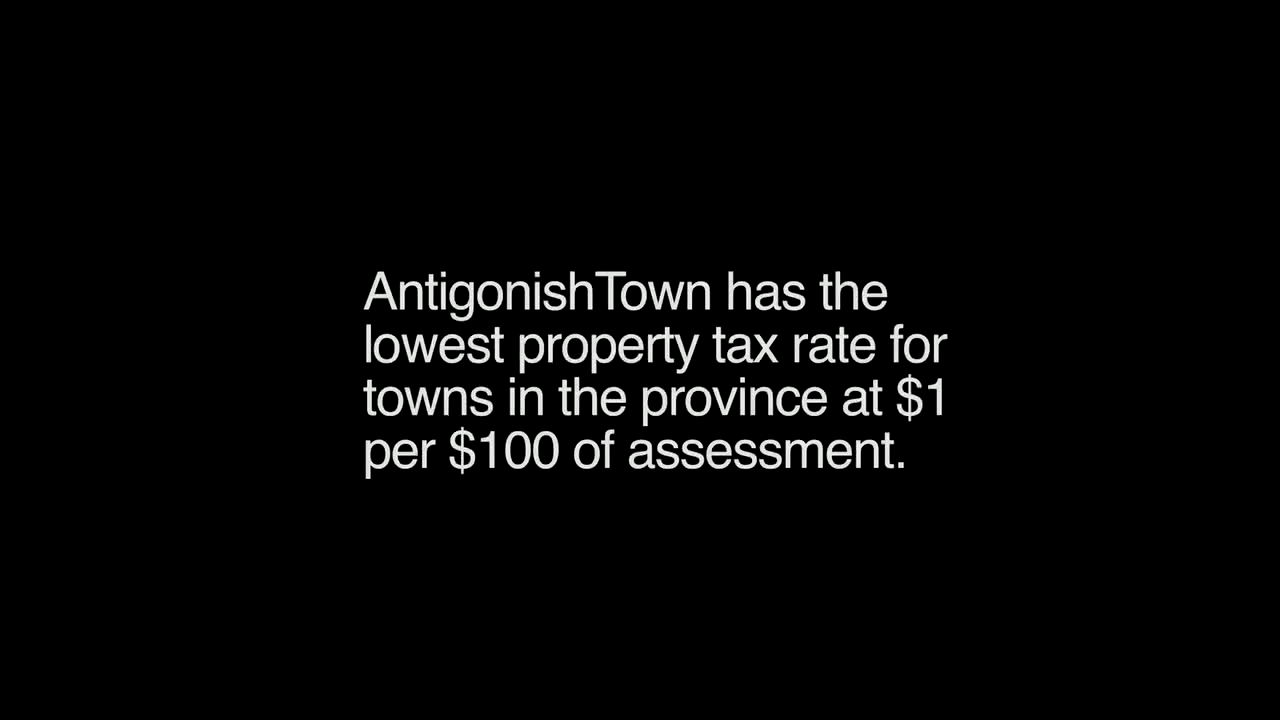 AntigonishTown has the
lowest property tax rate for
towns in the province at $1
per $100 of assessment.